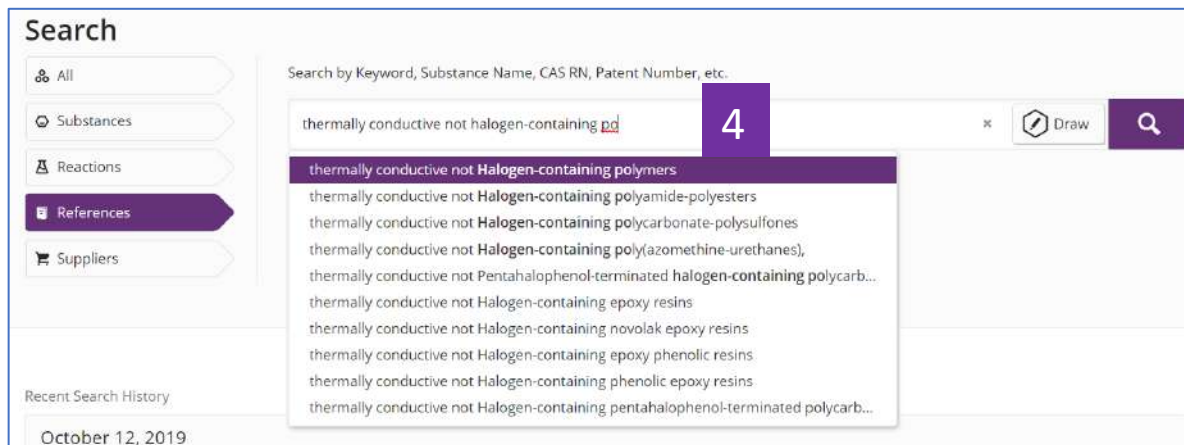 Search
All
Substances
Reactions
References
Suppliers
Search by Keyword, Substance Name, CAS RN, Patent Number, etc.
thermally conductive not halogen-containing po
4
× Draw
thermally conductive not Halogen-containing polymers
thermally conductive not Halogen-containing polyamide-polyesters
thermally conductive not Halogen-containing polycarbonate-polysulfones
thermally conductive not Halogen-containing poly(azomethine-urethanes),
thermally conductive not Pentahalophenol-terminated halogen-containing polycarb...
thermally conductive not Halogen-containing epoxy resins
thermally conductive not Halogen-containing novolak epoxy resins
thermally conductive not Halogen-containing epoxy phenolic resins
thermally conductive not Halogen-containing phenolic epoxy resins
thermally conductive not Halogen-containing pentahalophenol-terminated polycarb...
Recent Search History
October 12, 2019